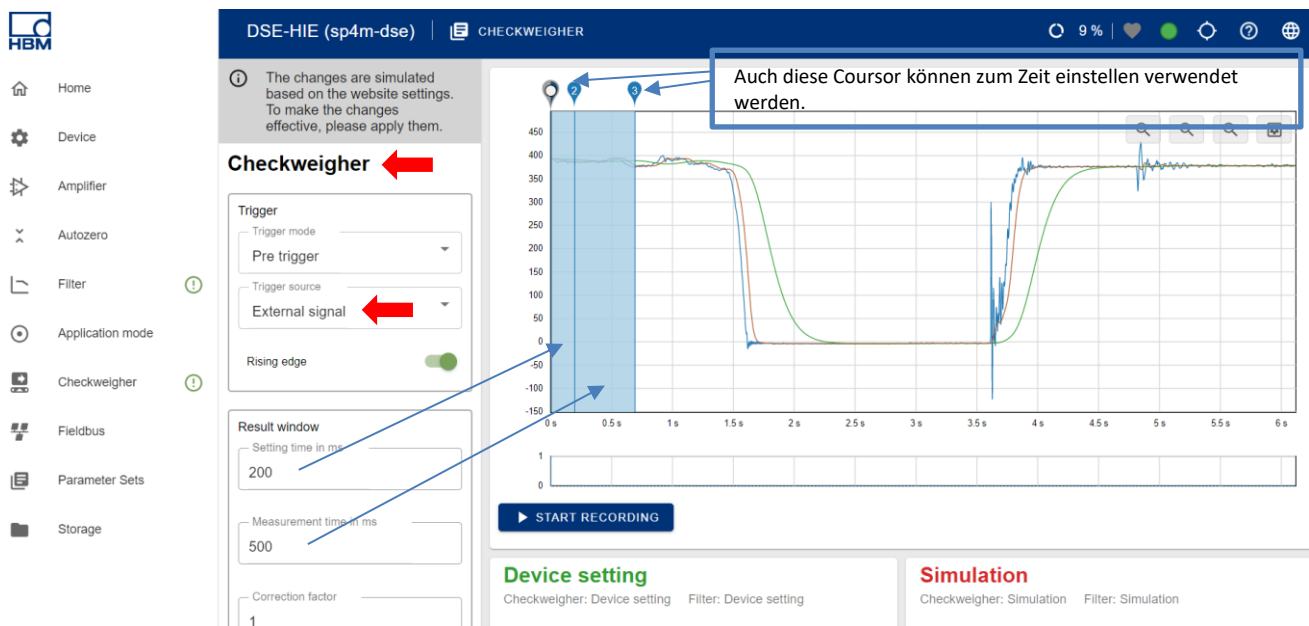 HBM
DSE-HIE (sp4m-dse)
CHECKWEIGHER
9 %
Home
Device
Amplifier
Autozero
Filter
Application mode
Checkweigher
Fieldbus
Parameter Sets
Storage
The changes are simulated
based on the website settings.
To make the changes
effective, please apply them.
Checkweigher
Trigger
Trigger mode
Pre trigger
Trigger source
External signal
Rising edge
Result window
Setting time in ms
200
Measurement time in ms
500
Correction factor
1
Auch diese Coursor können zum Zeit einstellen verwendet
werden.
2
3
450
400
350
300
250
200
150
100
50
0
-50
-100
-150
0 s 0.5 s 1 s 1.5 s 2 s 2.5 s 3 s 3.5 s 4 s 4.5 s 5 s 5.5 s 6 s
1
0
START RECORDING
Device setting
Checkweigher: Device setting Filter: Device setting
Simulation
Checkweigher: Simulation Filter: Simulation